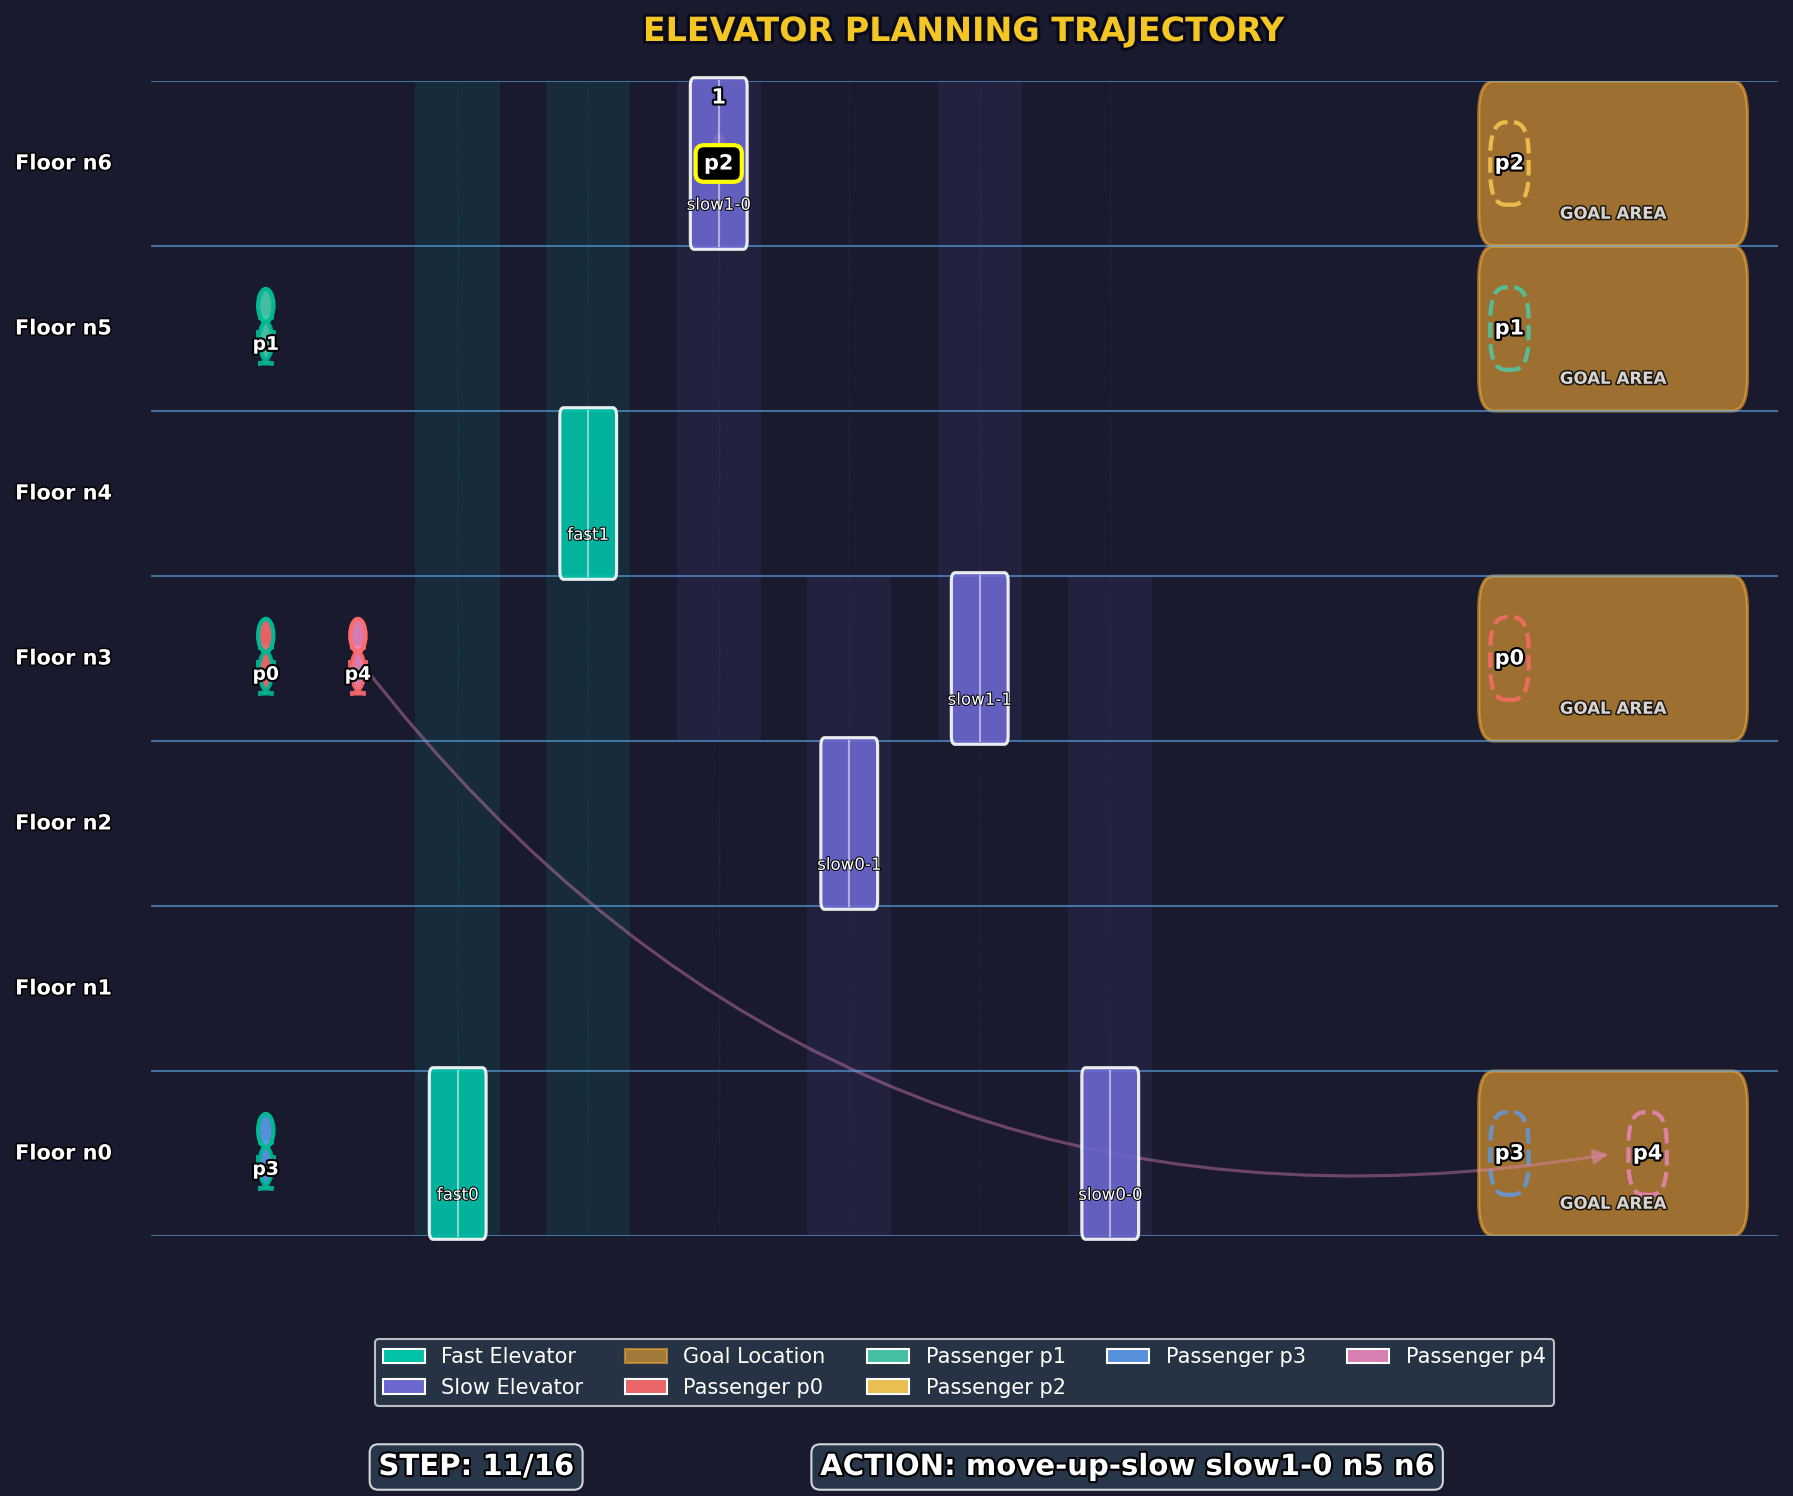 ELEVATOR PLANNING TRAJECTORY
1
Floor n6
p2
p2
slow1-0
GOAL AREA
Floor n5
p1
p1
GOAL AREA
Floor n4
fast1
Floor n3
p0
p4
p0
slow1-1
GOAL AREA
Floor n2
slow0-1
Floor n1
Floor n0
p3
p3
p4
fast0
slow0-0
GOAL AREA
Fast Elevator
Goal Location
Passenger p1
Passenger p3
Passenger p4
Slow Elevator
Passenger p0
Passenger p2
STEP: 11/16
ACTION: move-up-slow slow1-0 n5 n6